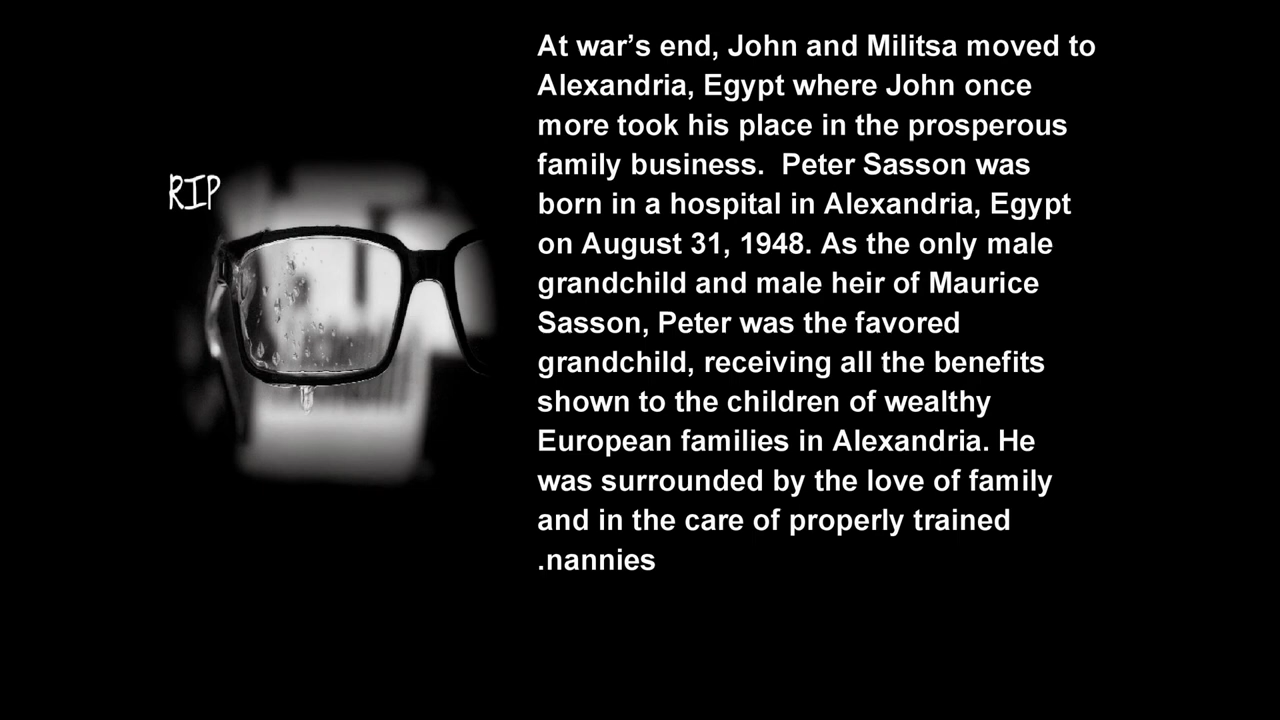 RIP
At war’s end, John and Militsa moved to
Alexandria, Egypt where John once
more took his place in the prosperous
family business.  Peter Sasson was
born in a hospital in Alexandria, Egypt
on August 31, 1948. As the only male
grandchild and male heir of Maurice
Sasson, Peter was the favored
grandchild, receiving all the benefits
shown to the children of wealthy
European families in Alexandria. He
was surrounded by the love of family
and in the care of properly trained
.nannies